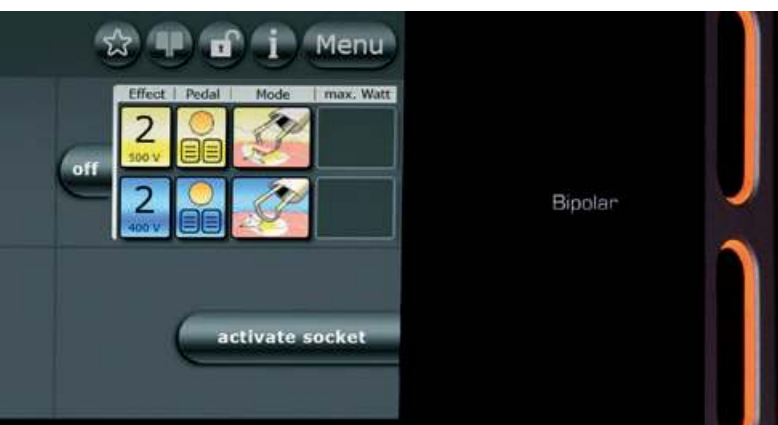 Menu
Effect Pedal Mode max. Watt
2
500 V
off
2
400 V
Bipolar
activate socket